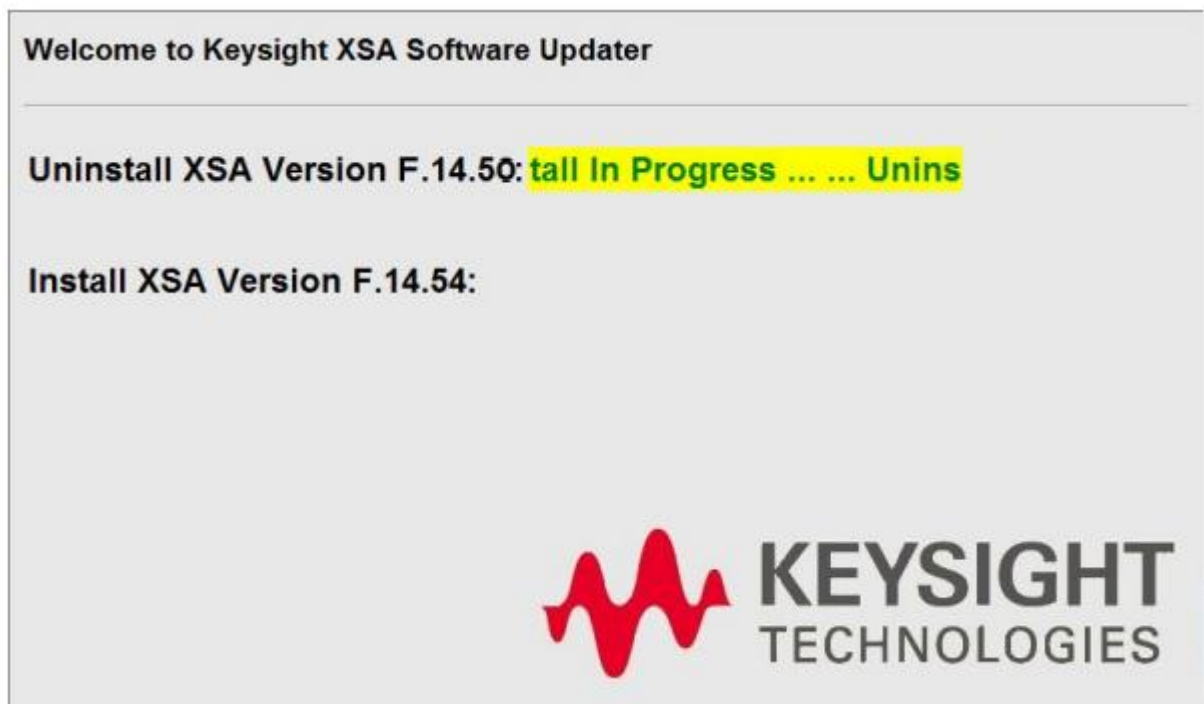 Welcome to Keysight XSA Software Updater
Uninstall XSA Version F.14.50: tall In Progress ... ... Unins
Install XSA Version F.14.54:
KEYSIGHT
TECHNOLOGIES